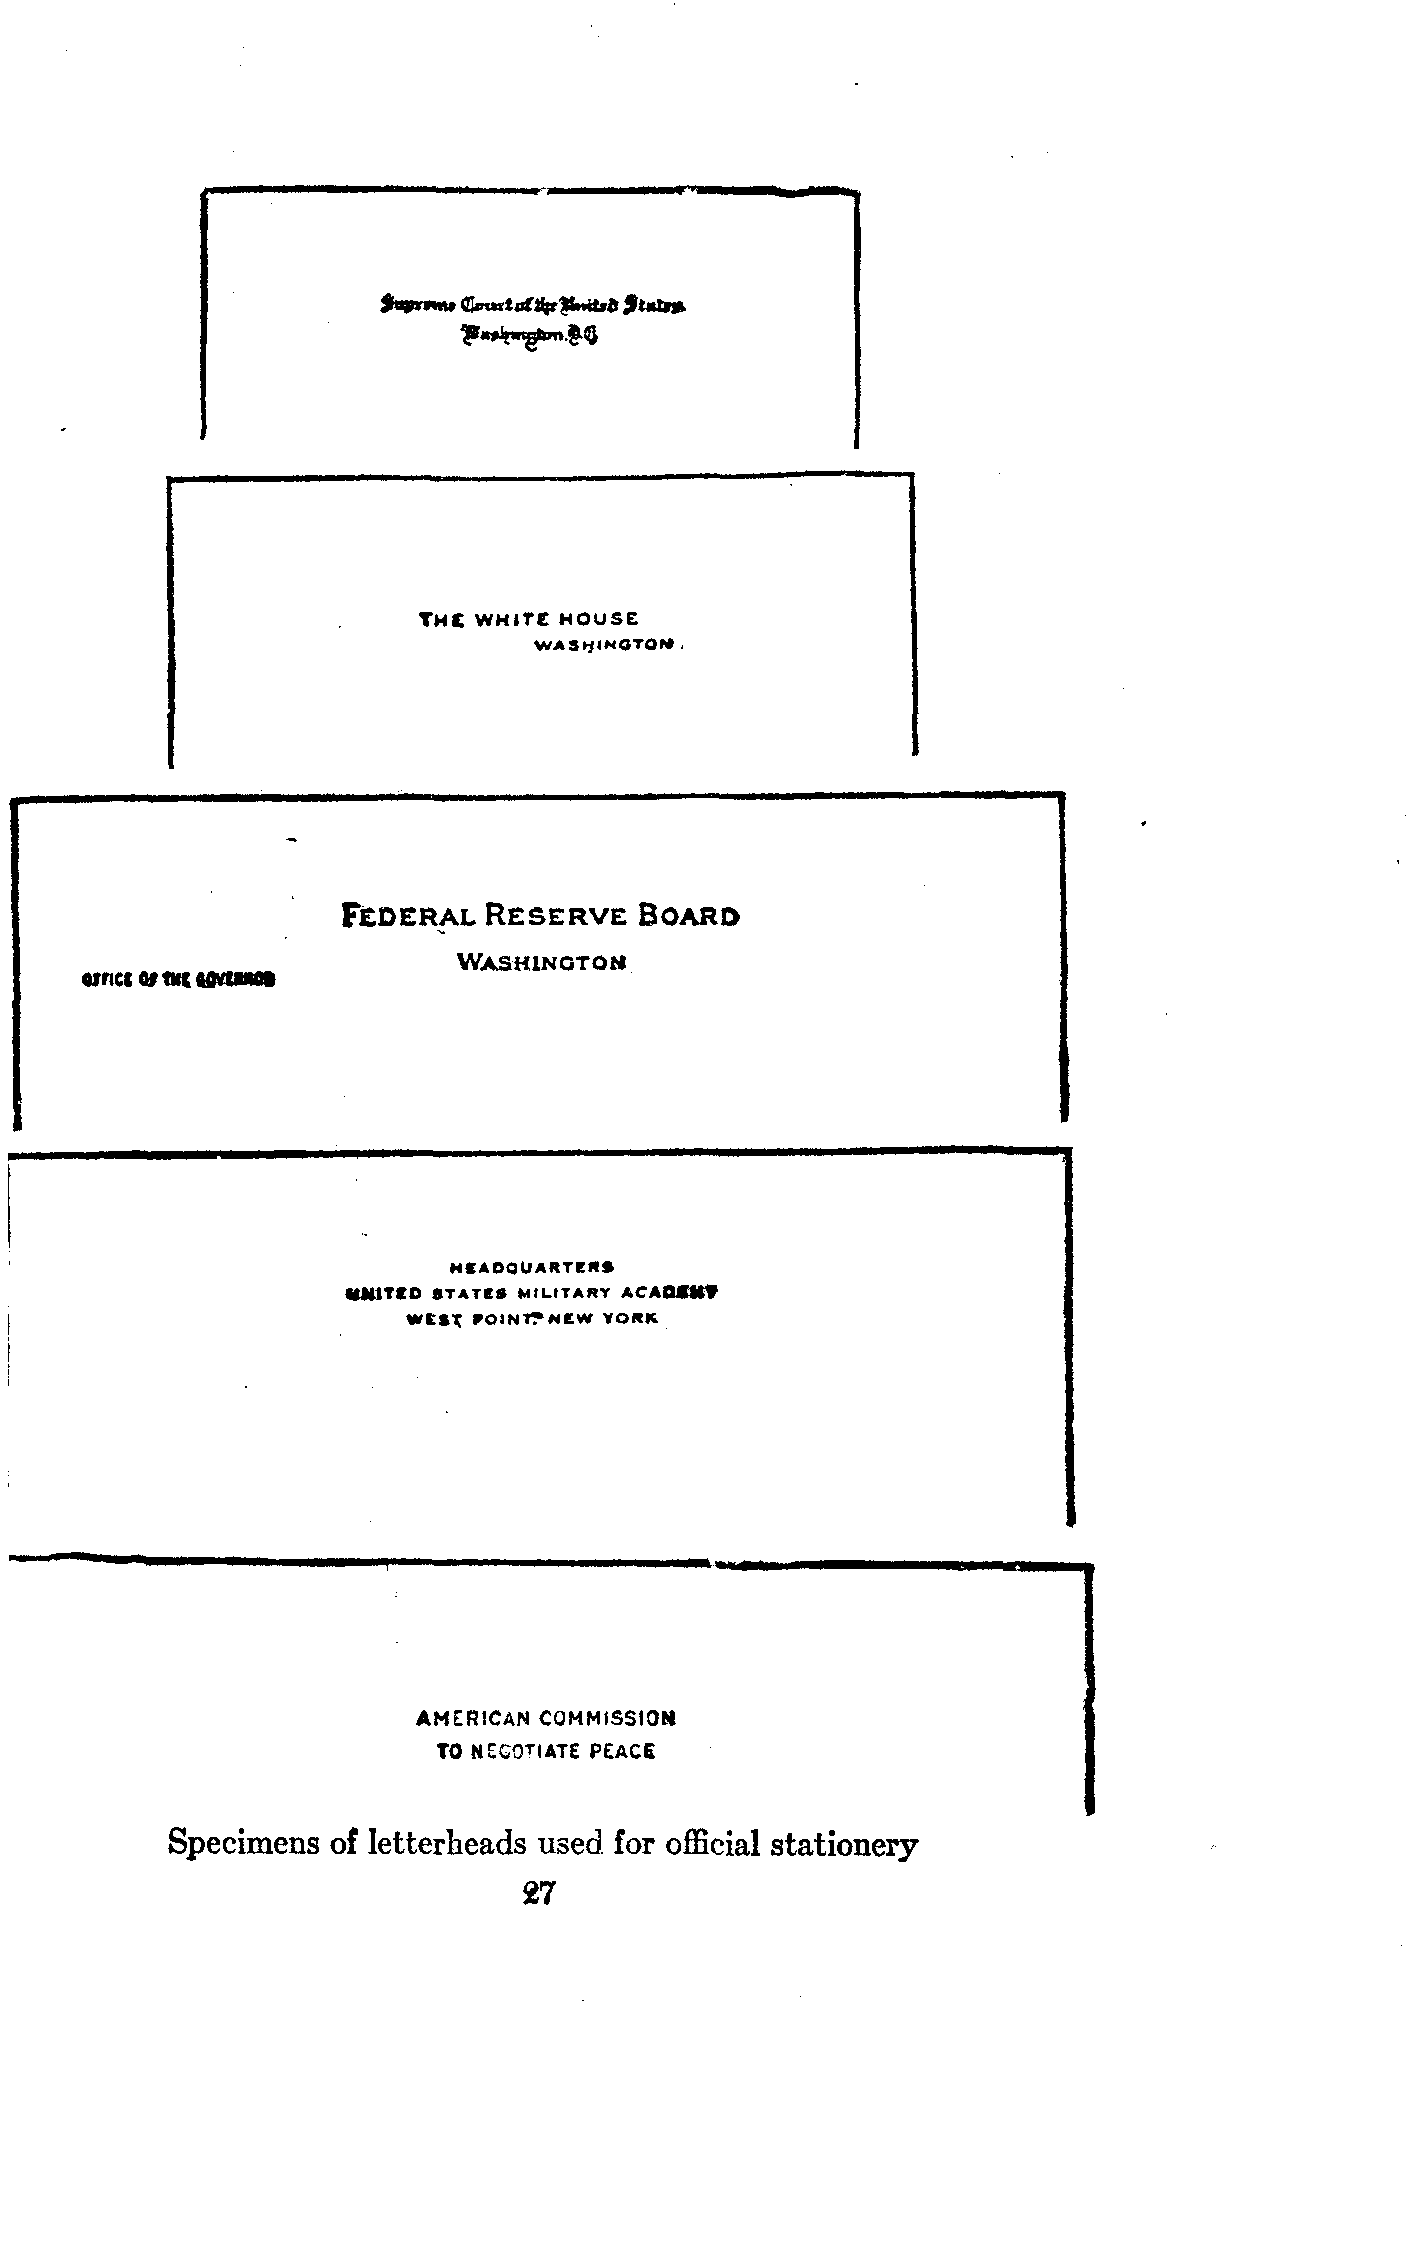 Supreme Court of the United States
Washington, D.C.
THE WHITE HOUSE
WASHINGTON.
FEDERAL RESERVE BOARD
WASHINGTON
OFFICE OF THE GOVERNOR
HEADQUARTERS
UNITED STATES MILITARY ACADEMY
WEST POINT, NEW YORK
AMERICAN COMMISSION
TO NEGOTIATE PEACE
Specimens of letterheads used for official stationery
27